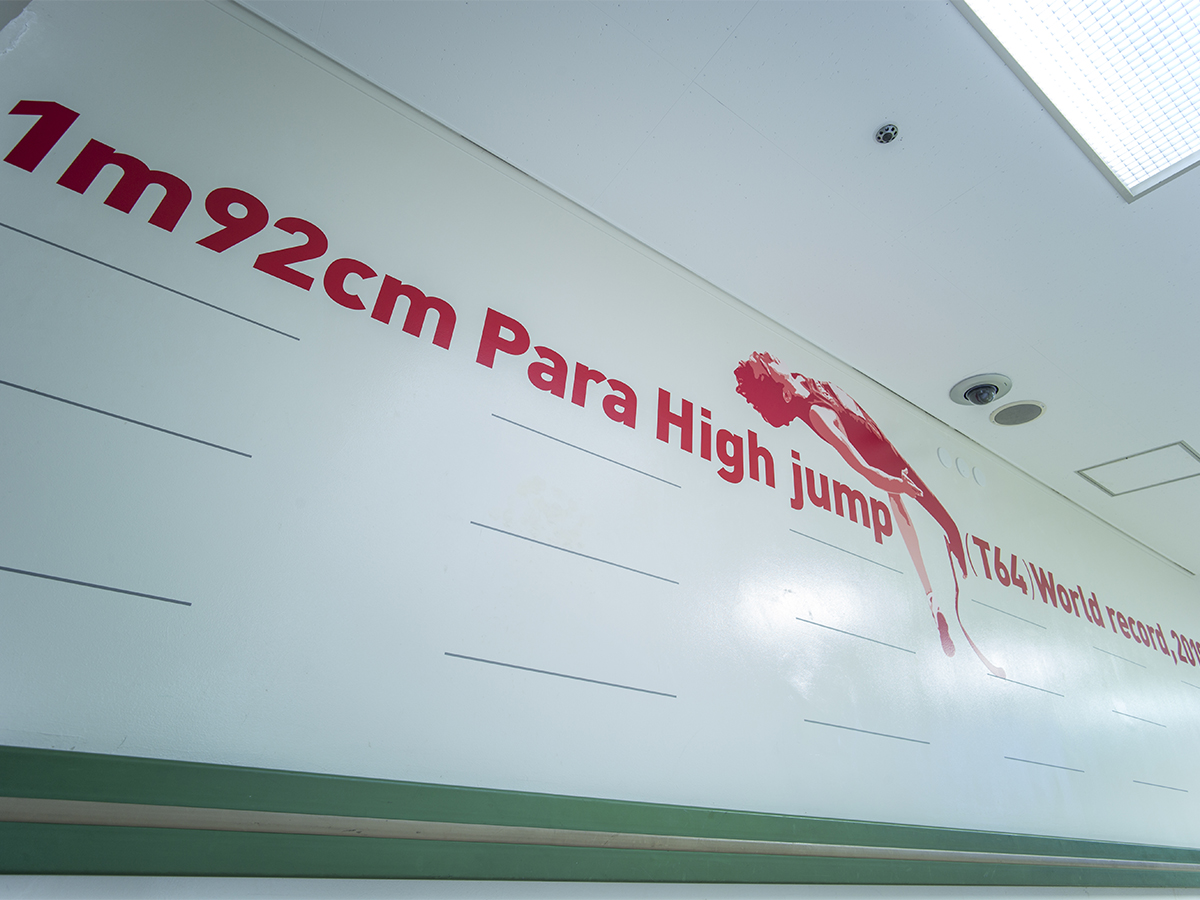 1m92cm Para High jump (T64) World record,